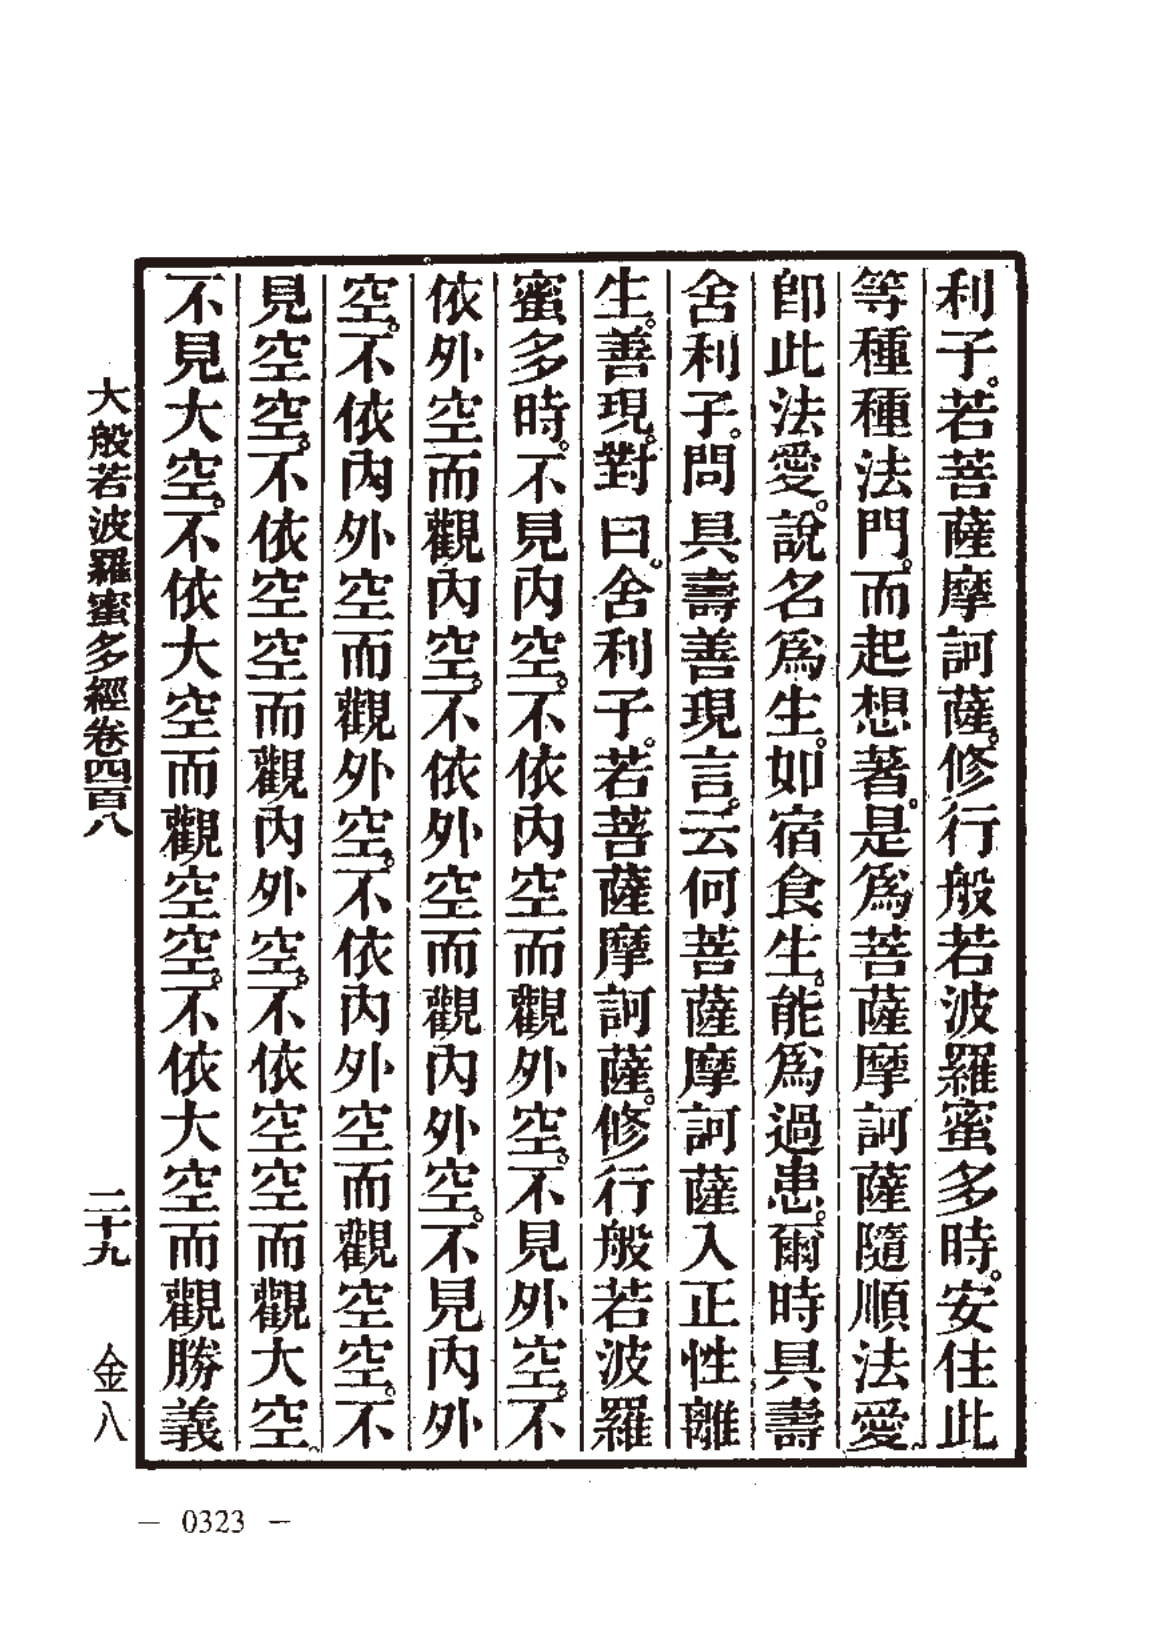 利子。若菩薩摩訶薩。修行般若波羅蜜多時。安住此
等種種法門。而起想著。是爲菩薩摩訶薩隨順法愛。
卽此法愛。說名爲生。如宿食生。能爲過患。爾時具壽
舍利子。問具壽善現言。云何菩薩摩訶薩入正性離
生。善現對曰。舍利子。若菩薩摩訶薩。修行般若波羅
蜜多時。不見內空。不依內空而觀外空。不見外空。不
依外空而觀內空。不依外空而觀內外空。不見內外
空。不依內外空而觀外空。不依內外空而觀空空。不
見空空。不依空空而觀內外空。不依空空而觀大空。
不見大空。不依大空而觀空空。不依大空而觀勝義
大般若波羅蜜多經卷四百八 二十九 金八
— 0323 —